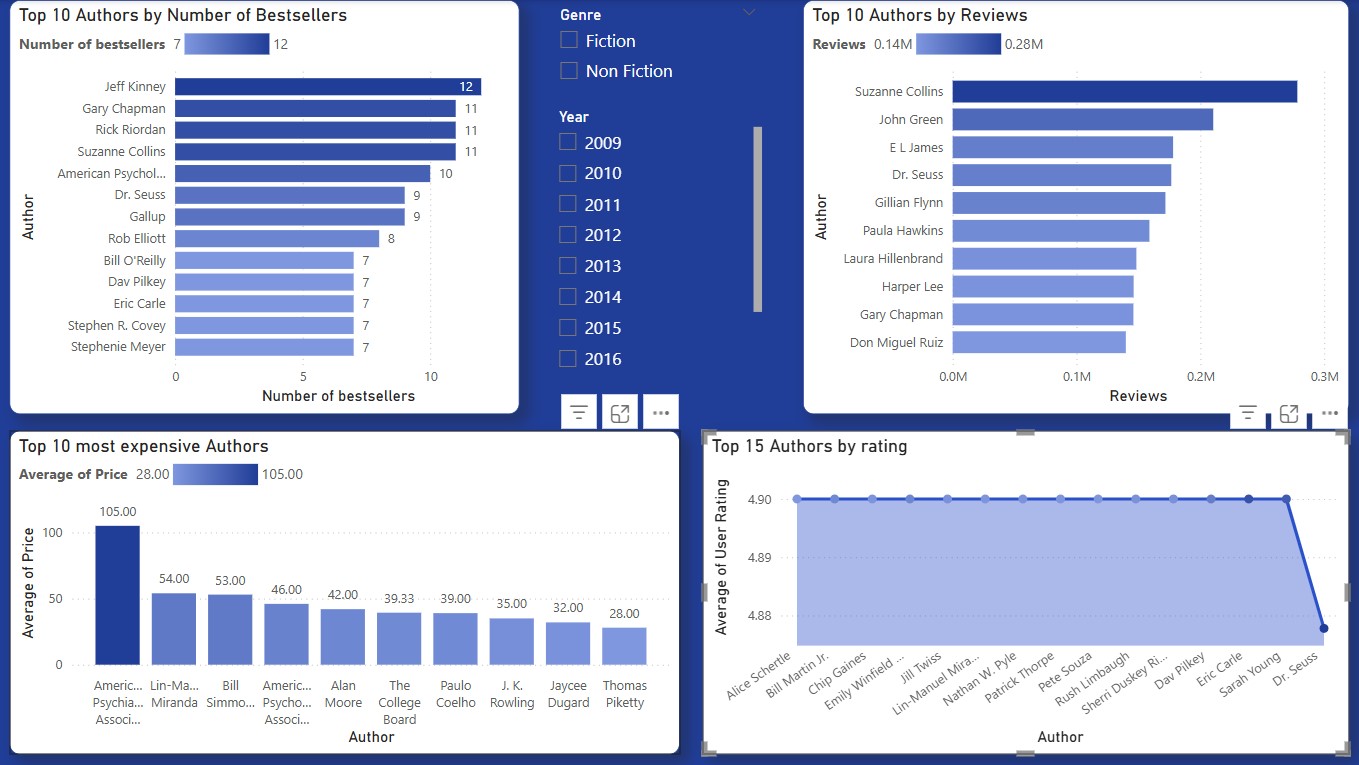 Top 10 Authors by Number of Bestsellers
Number of bestsellers 7 12
Jeff Kinney 12
Gary Chapman 11
Rick Riordan 11
Suzanne Collins 11
American Psychol... 10
Dr. Seuss 9
Gallup 9
Rob Elliott 8
Bill O'Reilly 7
Dav Pilkey 7
Eric Carle 7
Stephen R. Covey 7
Stephenie Meyer 7
0 5 10
Number of bestsellers
Author
Genre
Fiction
Non Fiction
Year
2009
2010
2011
2012
2013
2014
2015
2016
Top 10 Authors by Reviews
Reviews 0.14M 0.28M
Suzanne Collins
John Green
E L James
Dr. Seuss
Gillian Flynn
Paula Hawkins
Laura Hillenbrand
Harper Lee
Gary Chapman
Don Miguel Ruiz
0.0M 0.1M 0.2M 0.3M
Reviews
Author
Top 10 most expensive Authors
Average of Price 28.00 105.00
Average of Price
100
50
0
105.00
54.00
53.00
46.00
42.00
39.33
39.00
35.00
32.00
28.00
Americ...
Psychia...
Associ...
Lin-Ma...
Miranda
Bill
Simmo...
Americ...
Psycho...
Associ...
Alan
Moore
The
College
Board
Paulo
Coelho
J. K.
Rowling
Jaycee
Dugard
Thomas
Piketty
Author
Top 15 Authors by rating
Average of User Rating
4.90
4.89
4.88
Alice Schertle
Bill Martin Jr.
Chip Gaines
Emily Winfield ...
Jill Twiss
Lin-Manuel Mira...
Nathan W. Pyle
Patrick Thorpe
Pete Souza
Rush Limbaugh
Sherri Duskey Ri...
Dav Pilkey
Eric Carle
Sarah Young
Dr. Seuss
Author